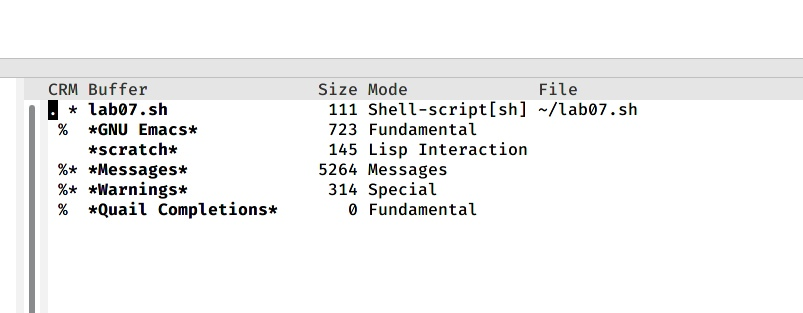 CRM Buffer Size Mode File
. * lab07.sh 111 Shell-script[sh] ~/lab07.sh
% *GNU Emacs* 723 Fundamental
*scratch* 145 Lisp Interaction
%* *Messages* 5264 Messages
%* *Warnings* 314 Special
% *Quail Completions* 0 Fundamental